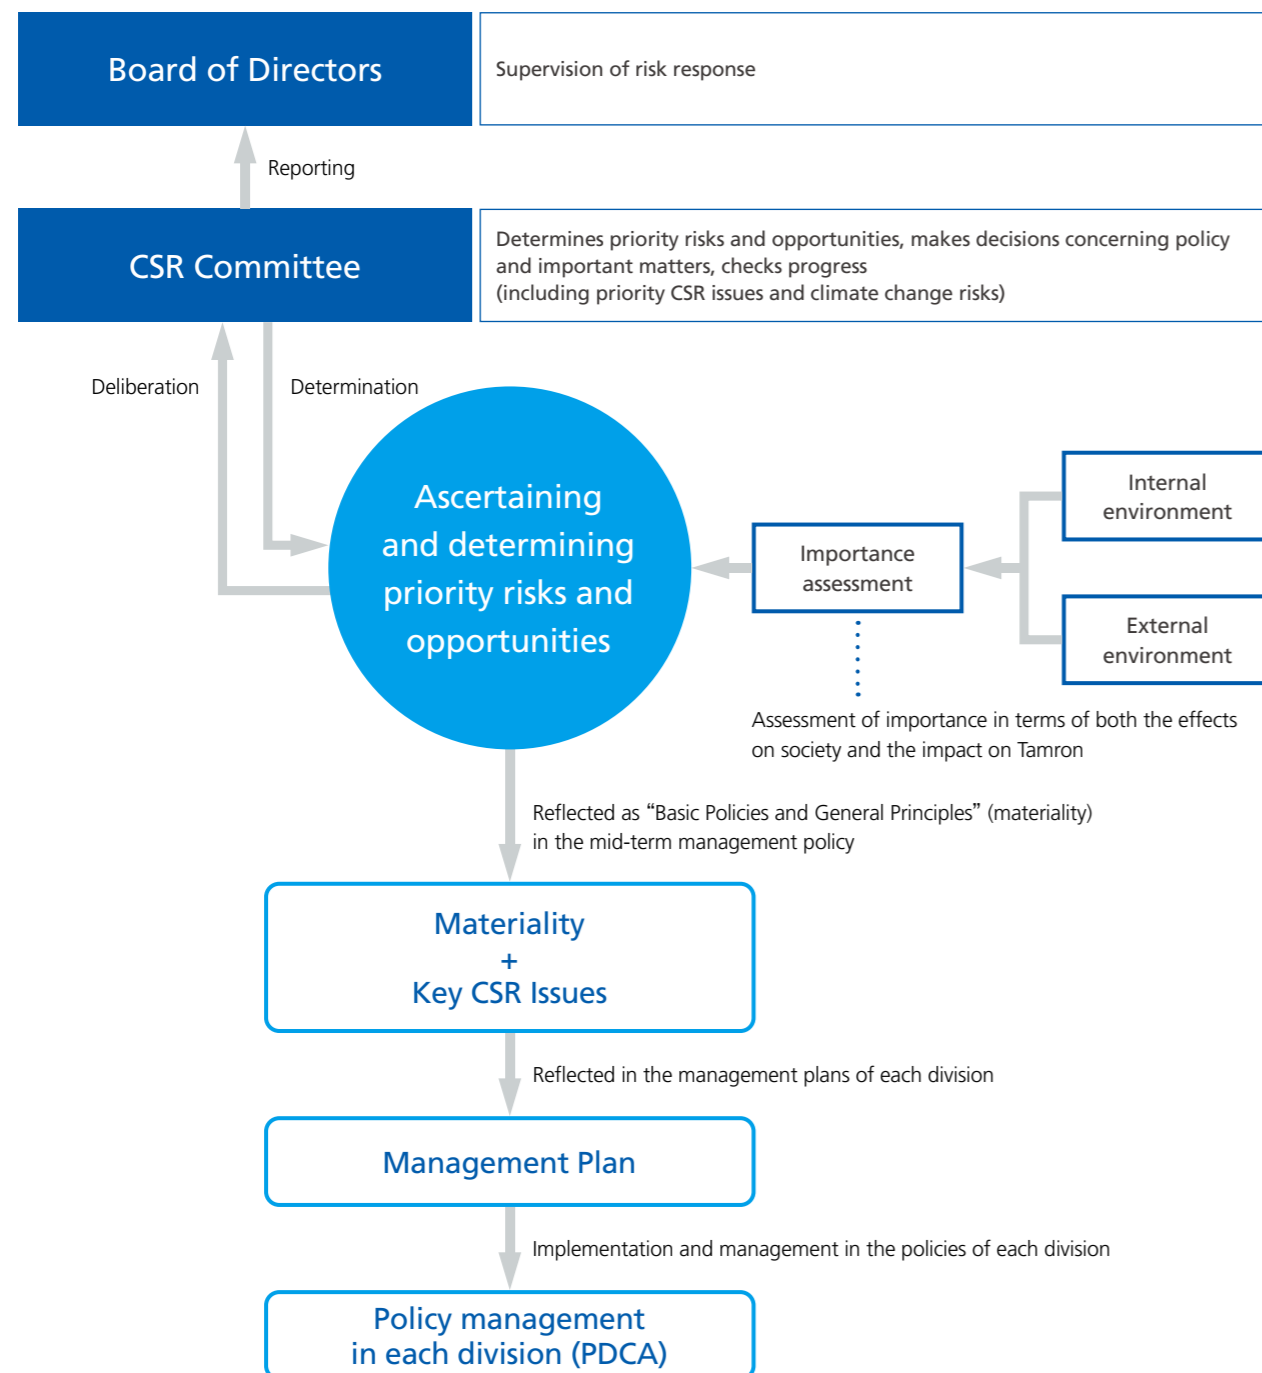 Board of Directors
Supervision of risk response
Reporting
CSR Committee
Determines priority risks and opportunities, makes decisions concerning policy
and important matters, checks progress
(including priority CSR issues and climate change risks)
Deliberation
Determination
Ascertaining
and determining
priority risks and
opportunities
Importance
assessment
Internal
environment
External
environment
Assessment of importance in terms of both the effects
on society and the impact on Tamron
Reflected as “Basic Policies and General Principles” (materiality)
in the mid-term management policy
Materiality
+
Key CSR Issues
Reflected in the management plans of each division
Management Plan
Implementation and management in the policies of each division
Policy management
in each division (PDCA)